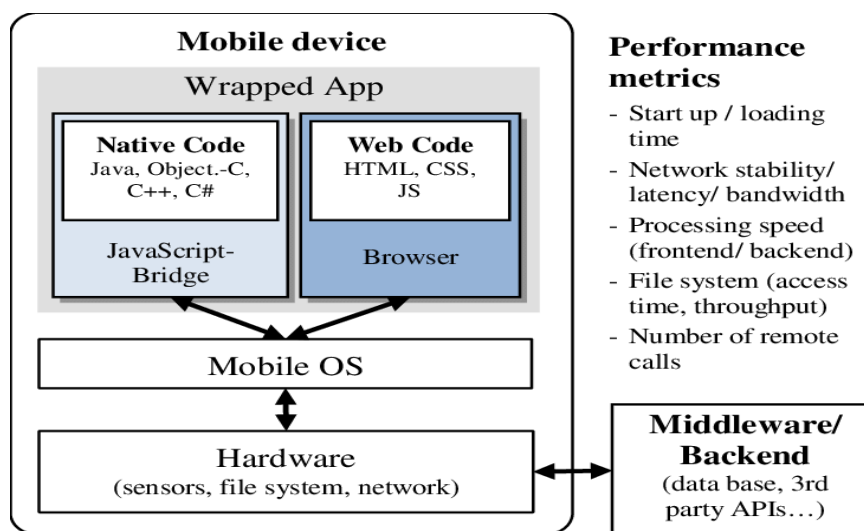 Mobile device
Wrapped App
Native Code
Java, Object.-C,
C++, C#
JavaScript-
Bridge
Web Code
HTML, CSS,
JS
Browser
Mobile OS
Hardware
(sensors, file system, network)
Performance
metrics
- Start up / loading
time
- Network stability/
latency/ bandwidth
- Processing speed
(frontend/ backend)
- File system (access
time, throughput)
- Number of remote
calls
Middleware/
Backend
(data base, 3rd
party APIs…)